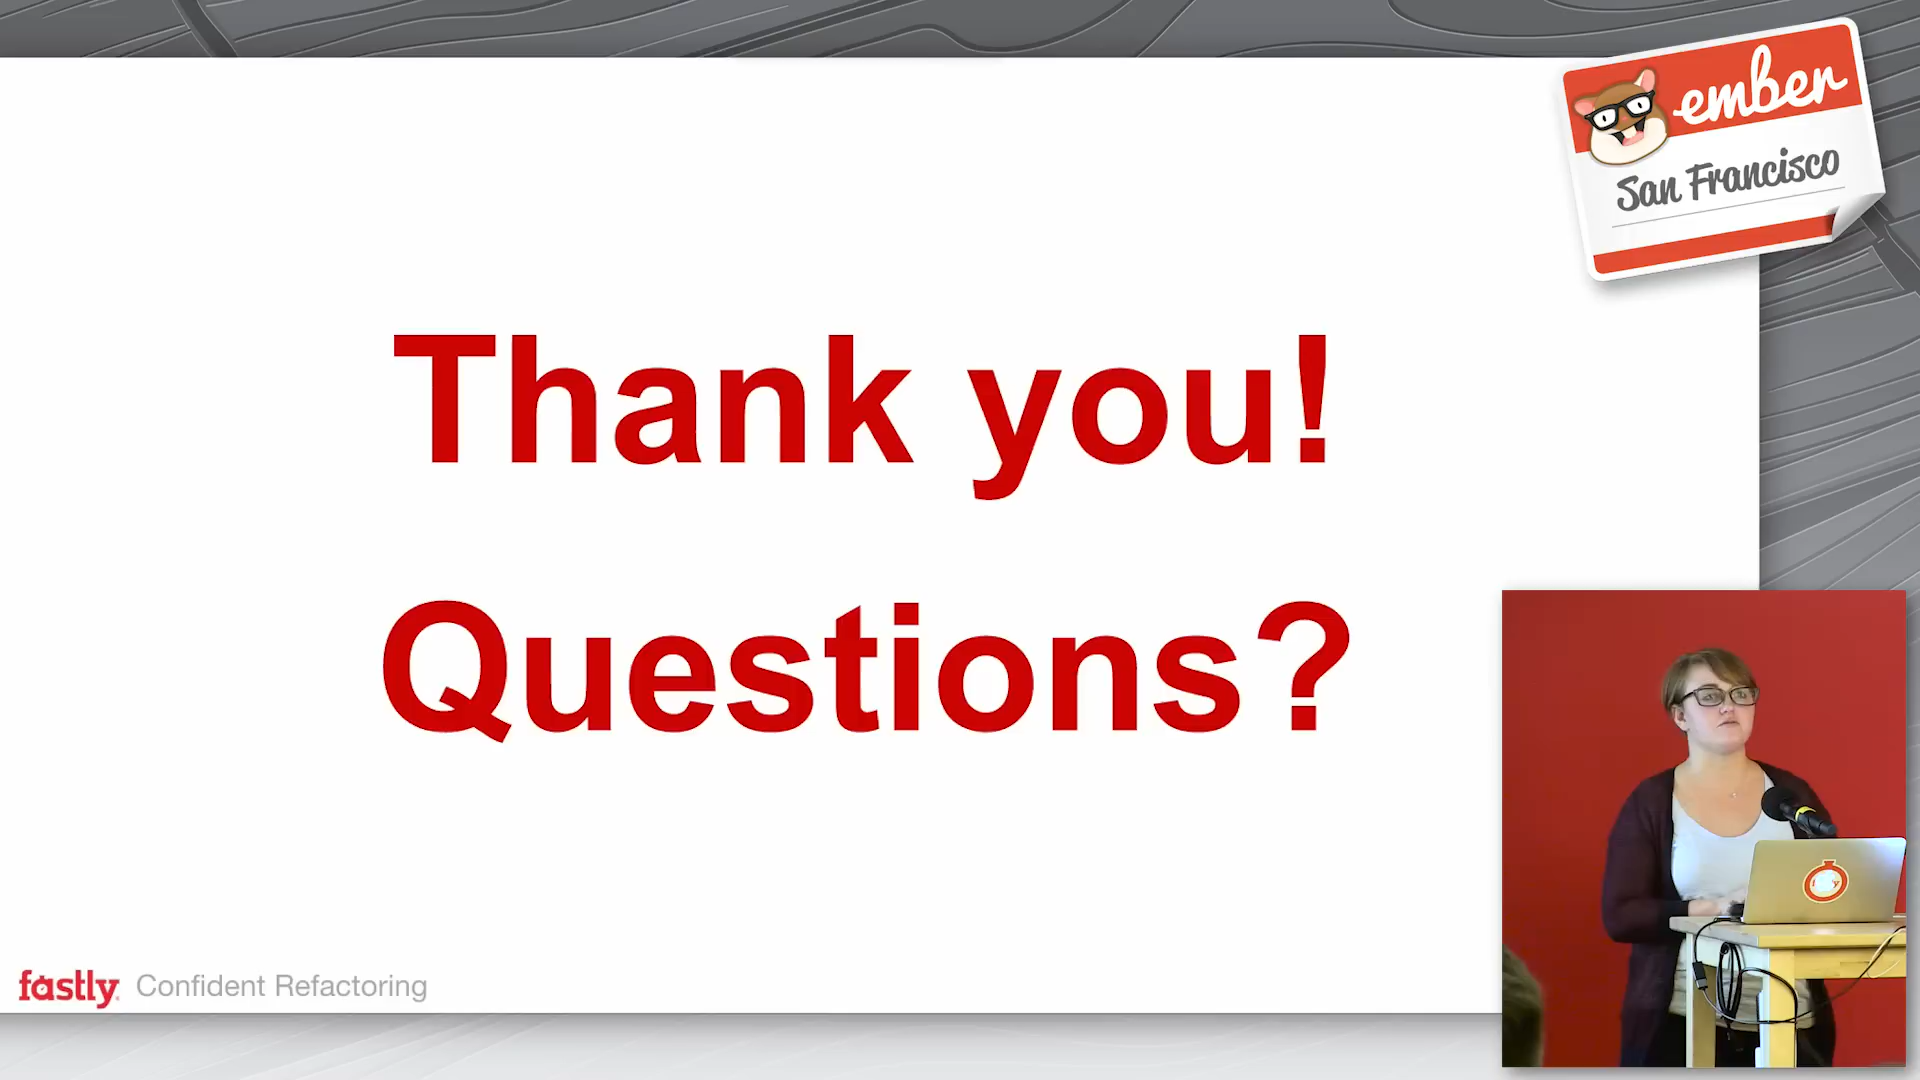 ember
San Francisco
Thank you!
Questions?
fastly Confident Refactoring